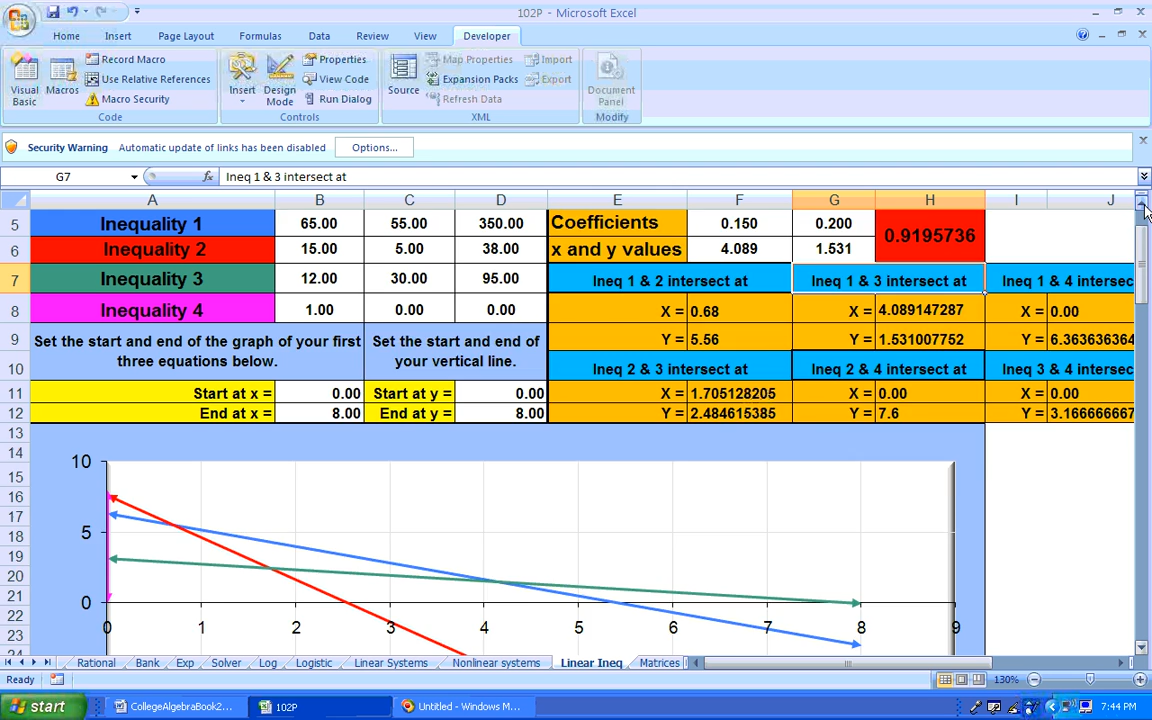 102P - Microsoft Excel
Home Insert Page Layout Formulas Data Review View Developer
Visual Basic
Macros
Record Macro
Use Relative References
Macro Security
Code
Insert
Design Mode
Properties
View Code
Run Dialog
Controls
Source
Map Properties
Expansion Packs
Refresh Data
Import
Export
XML
Document Panel
Modify
Security Warning Automatic update of links has been disabled Options...
G7 fx Ineq 1 & 3 intersect at
A B C D E F G H I J
5 Inequality 1 65.00 55.00 350.00 Coefficients 0.150 0.200 0.9195736
6 Inequality 2 15.00 5.00 38.00 x and y values 4.089 1.531
7 Inequality 3 12.00 30.00 95.00 Ineq 1 & 2 intersect at Ineq 1 & 3 intersect at Ineq 1 & 4 intersec
8 Inequality 4 1.00 0.00 0.00 X = 0.68 X = 4.089147287 X = 0.00
9 Set the start and end of the graph of your first Set the start and end of Y = 5.56 Y = 1.531007752 Y = 6.363636364
10 three equations below. your vertical line. Ineq 2 & 3 intersect at Ineq 2 & 4 intersect at Ineq 3 & 4 intersec
11 Start at x = 0.00 Start at y = 0.00 X = 1.705128205 X = 0.00 X = 0.00
12 End at x = 8.00 End at y = 8.00 Y = 2.484615385 Y = 7.6 Y = 3.166666667
13
14 10
15
16
17 5
18
19
20
21 0
22 0 1 2 3 4 5 6 7 8 9
23
24
Rational Bank Exp Solver Log Logistic Linear Systems Nonlinear systems Linear Ineq Matrices
Ready 130%
start CollegeAlgebraBook2... 102P Untitled - Windows M... 7:44 PM